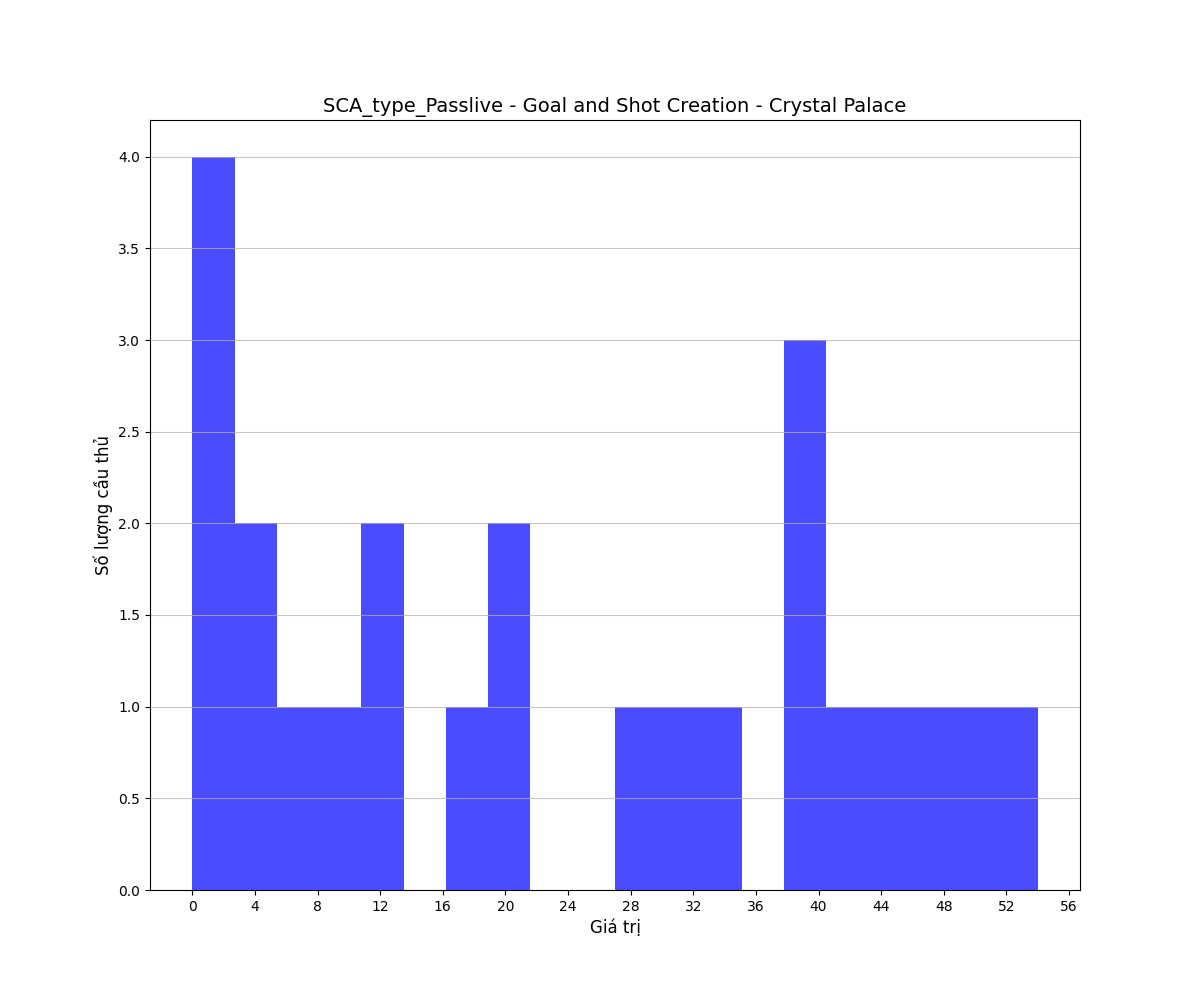 SCA_type_Passlive - Goal and Shot Creation - Crystal Palace
Số lượng cầu thủ
4.0
3.5
3.0
2.5
2.0
1.5
1.0
0.5
0.0
0 4 8 12 16 20 24 28 32 36 40 44 48 52 56
Giá trị